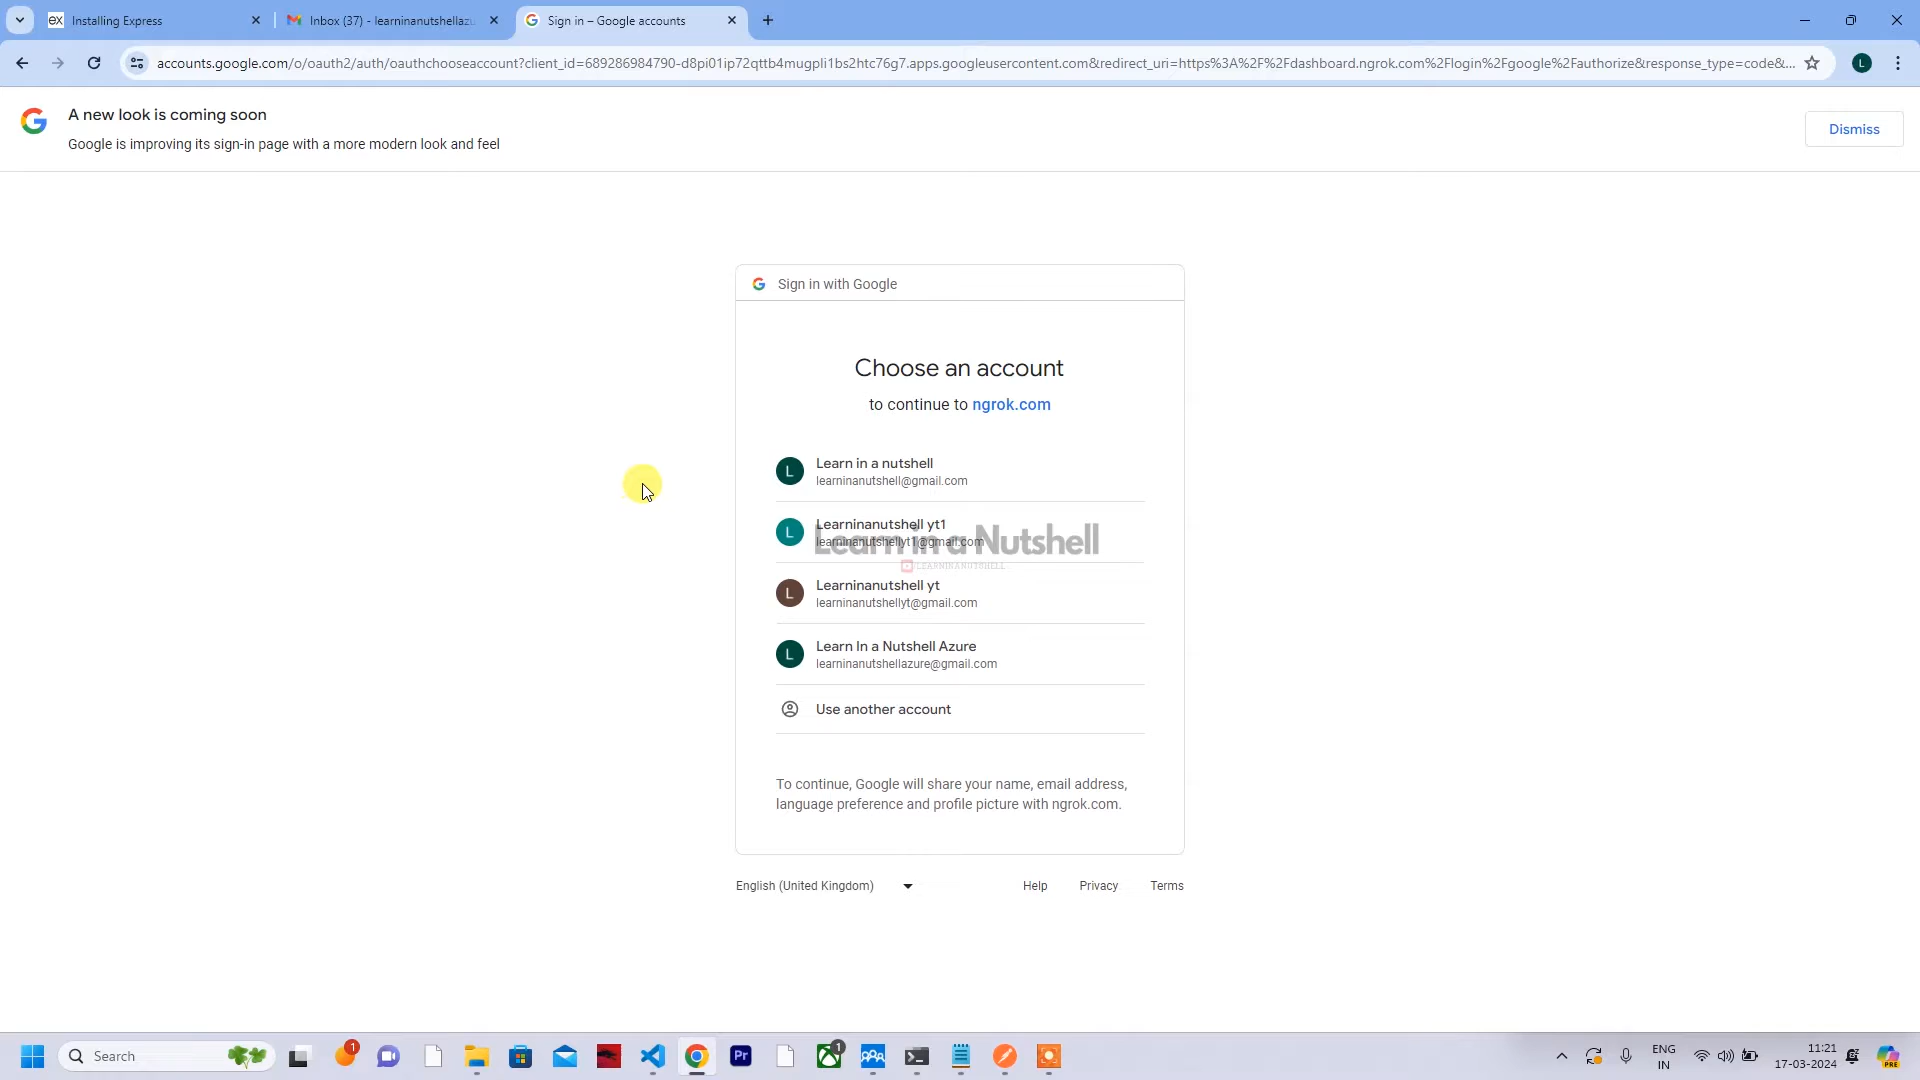 Installing Express
Inbox (37) - learninanutshellazu
Sign in – Google accounts
accounts.google.com/o/oauth2/auth/oauthchooseaccount?client_id=689286984790-d8pi01ip72qttb4mugpli1bs2htc76g7.apps.googleusercontent.com&redirect_uri=https%3A%2F%2Fdashboard.ngrok.com%2Flogin%2Fgoogle%2Fauthorize&response_type=code&...
L
A new look is coming soon
Google is improving its sign-in page with a more modern look and feel
Dismiss
Sign in with Google
Choose an account
to continue to ngrok.com
L
Learn in a nutshell
learninanutshell@gmail.com
L
Learninanutshell yt1
learninanutshellyt1@gmail.com
Learn in a Nutshell
/LEARNINANUTSHELL
L
Learninanutshell yt
learninanutshellyt@gmail.com
L
Learn In a Nutshell Azure
learninanutshellazure@gmail.com
Use another account
To continue, Google will share your name, email address,
language preference and profile picture with ngrok.com.
English (United Kingdom)
Help
Privacy
Terms
Search
1
Pr
1
ENG
IN
11:21
17-03-2024
PRE